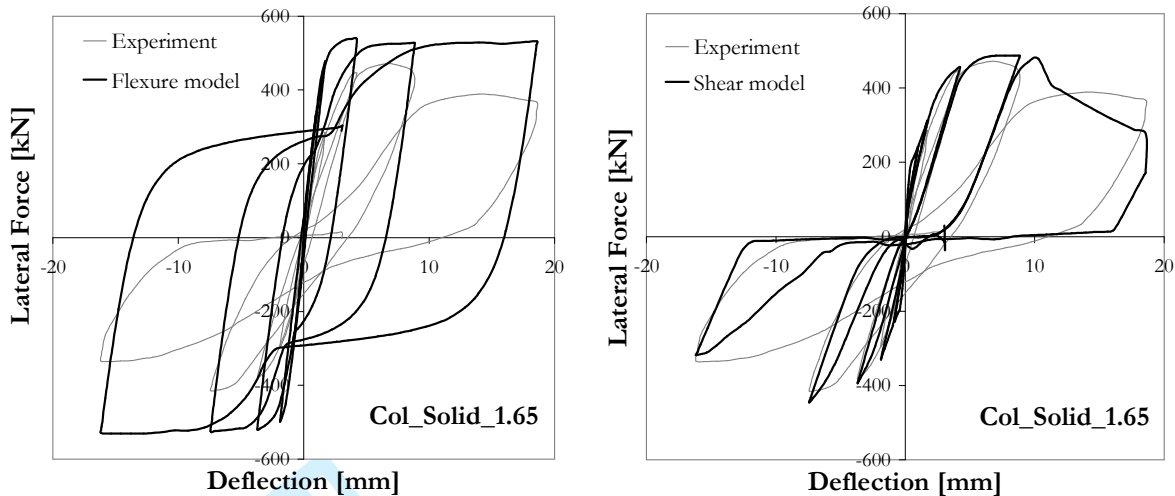 600
Experiment
Flexure model
400
200
0
-20
-10
0
10
20
-200
-400
-600
Lateral Force [kN]
Col_Solid_1.65
Deflection [mm]
600
Experiment
Shear model
400
200
0
-20
-10
0
10
20
-200
-400
-600
Lateral Force [kN]
Col_Solid_1.65
Deflection [mm]